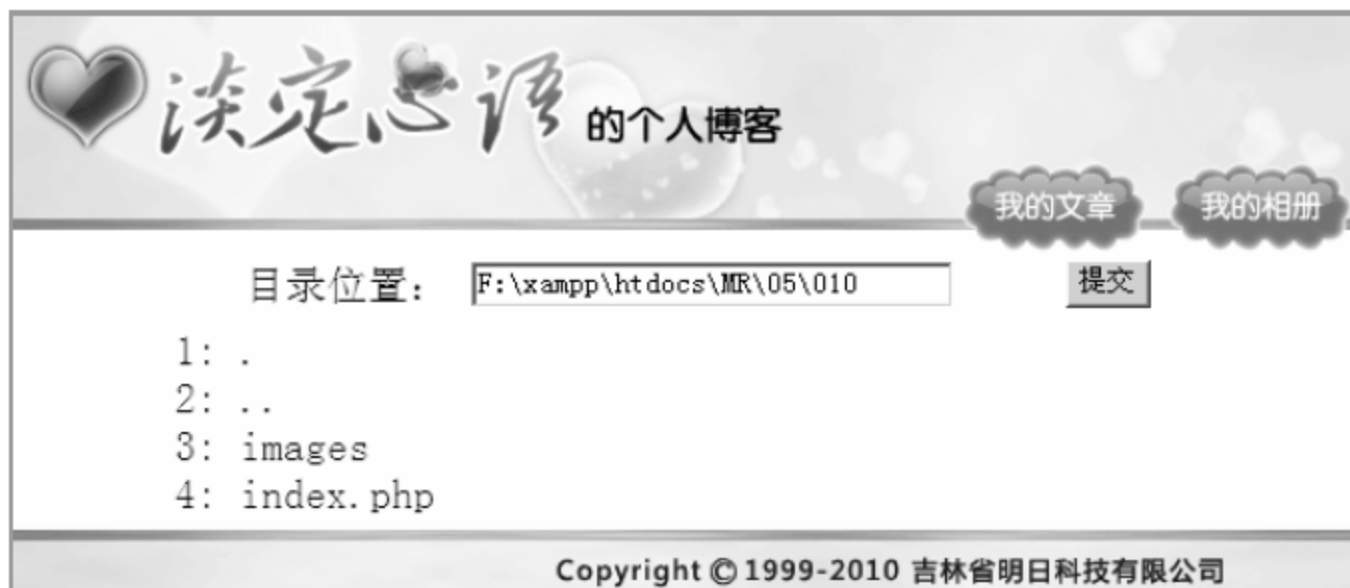 淡定心语 的个人博客
我的文章 我的相册
目录位置： F:\xampp\htdocs\MR\05\010 提交
1: .
2: ..
3: images
4: index.php
Copyright © 1999-2010 吉林省明日科技有限公司